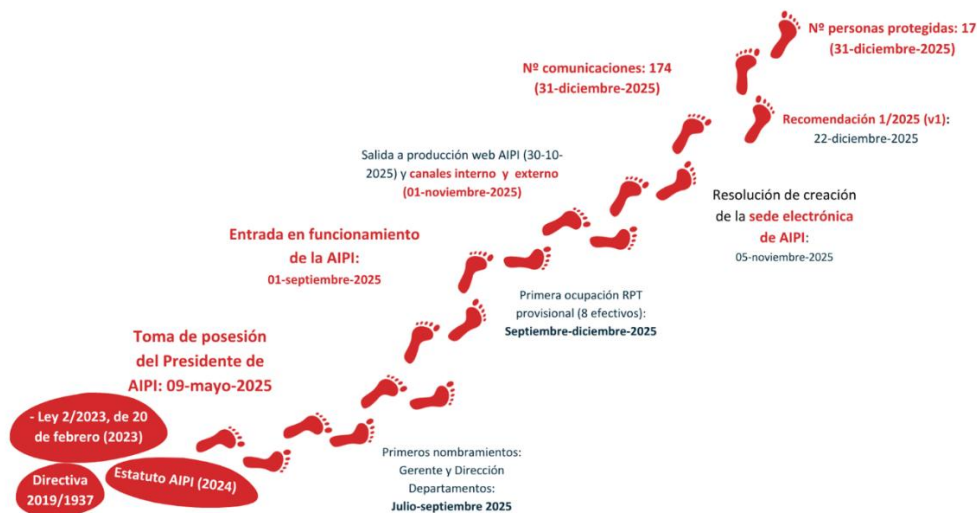 Nº personas protegidas: 17
(31-diciembre-2025)
Nº comunicaciones: 174
(31-diciembre-2025)
Recomendación 1/2025 (v1):
22-diciembre-2025
Salida a producción web AIPI (30-10-
2025) y canales interno y externo
(01-noviembre-2025)
Resolución de creación
de la sede electrónica
de AIPI:
05-noviembre-2025
Entrada en funcionamiento
de la AIPI:
01-septiembre-2025
Primera ocupación RPT
provisional (8 efectivos):
Septiembre-diciembre-2025
Toma de posesión
del Presidente de
AIPI: 09-mayo-2025
- Ley 2/2023, de 20
de febrero (2023)
Primeros nombramientos:
Gerente y Dirección
Departamentos:
Julio-septiembre 2025
Directiva
2019/1937
Estatuto AIPI (2024)